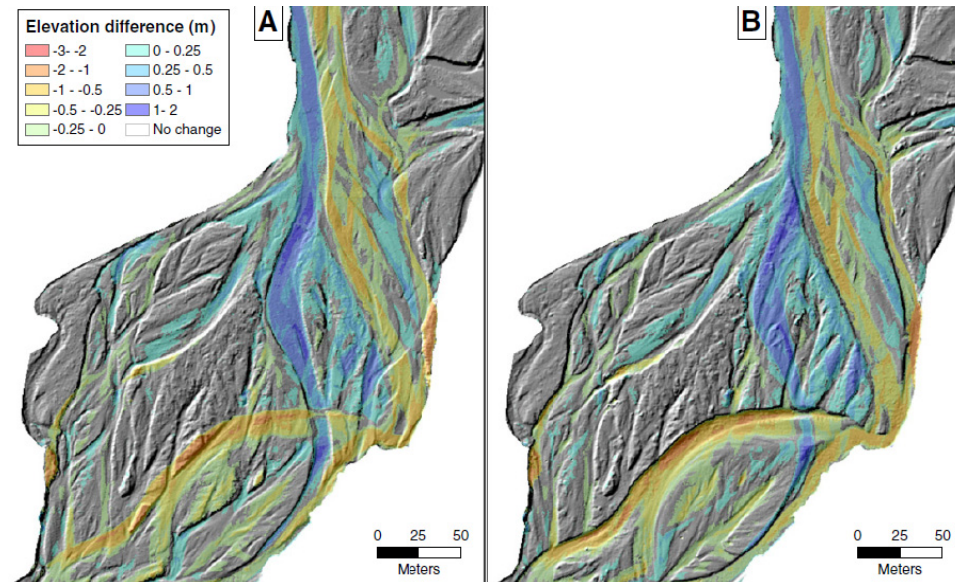 A
B
Elevation difference (m)
-3- -2
0 - 0.25
-2 - -1
0.25 - 0.5
-1 - -0.5
0.5 - 1
-0.5 - -0.25
1- 2
-0.25 - 0
No change
0 25 50
Meters
0 25 50
Meters